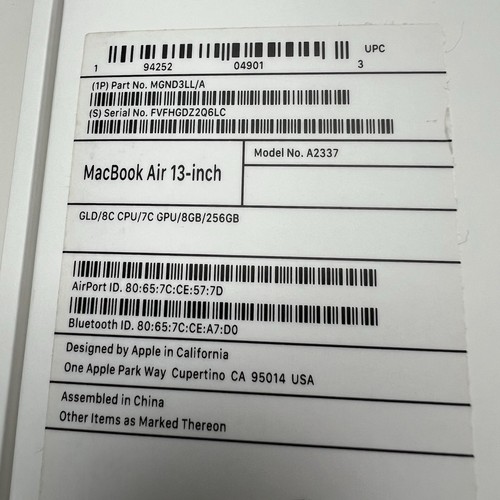 1 94252 04901 3 UPC
(1P) Part No. MGND3LL/A
(S) Serial No. FVFHGDZ2Q6LC
MacBook Air 13-inch
Model No. A2337
GLD/8C CPU/7C GPU/8GB/256GB
AirPort ID. 80:65:7C:CE:57:7D
Bluetooth ID. 80:65:7C:CE:A7:D0
Designed by Apple in California
One Apple Park Way Cupertino CA 95014 USA
Assembled in China
Other Items as Marked Thereon